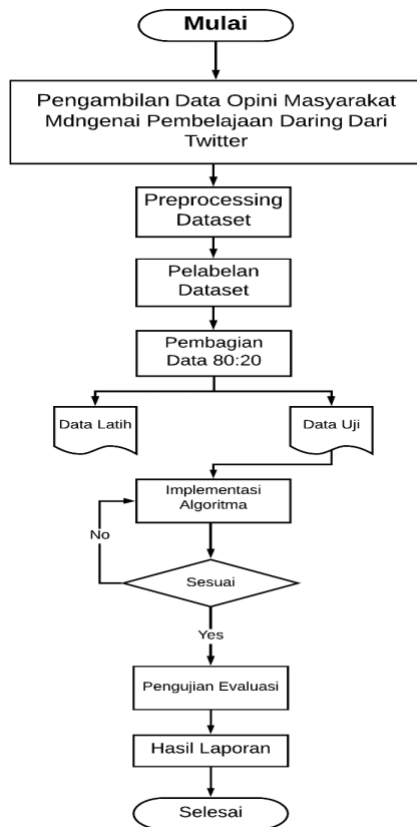 Mulai
Pengambilan Data Opini Masyarakat
Mdngenai Pembelajaan Daring Dari
Twitter
Preprocessing
Dataset
Pelabelan
Dataset
Pembagian
Data 80:20
Data Latih
Data Uji
Implementasi
Algoritma
No
Sesuai
Yes
Pengujian Evaluasi
Hasil Laporan
Selesai